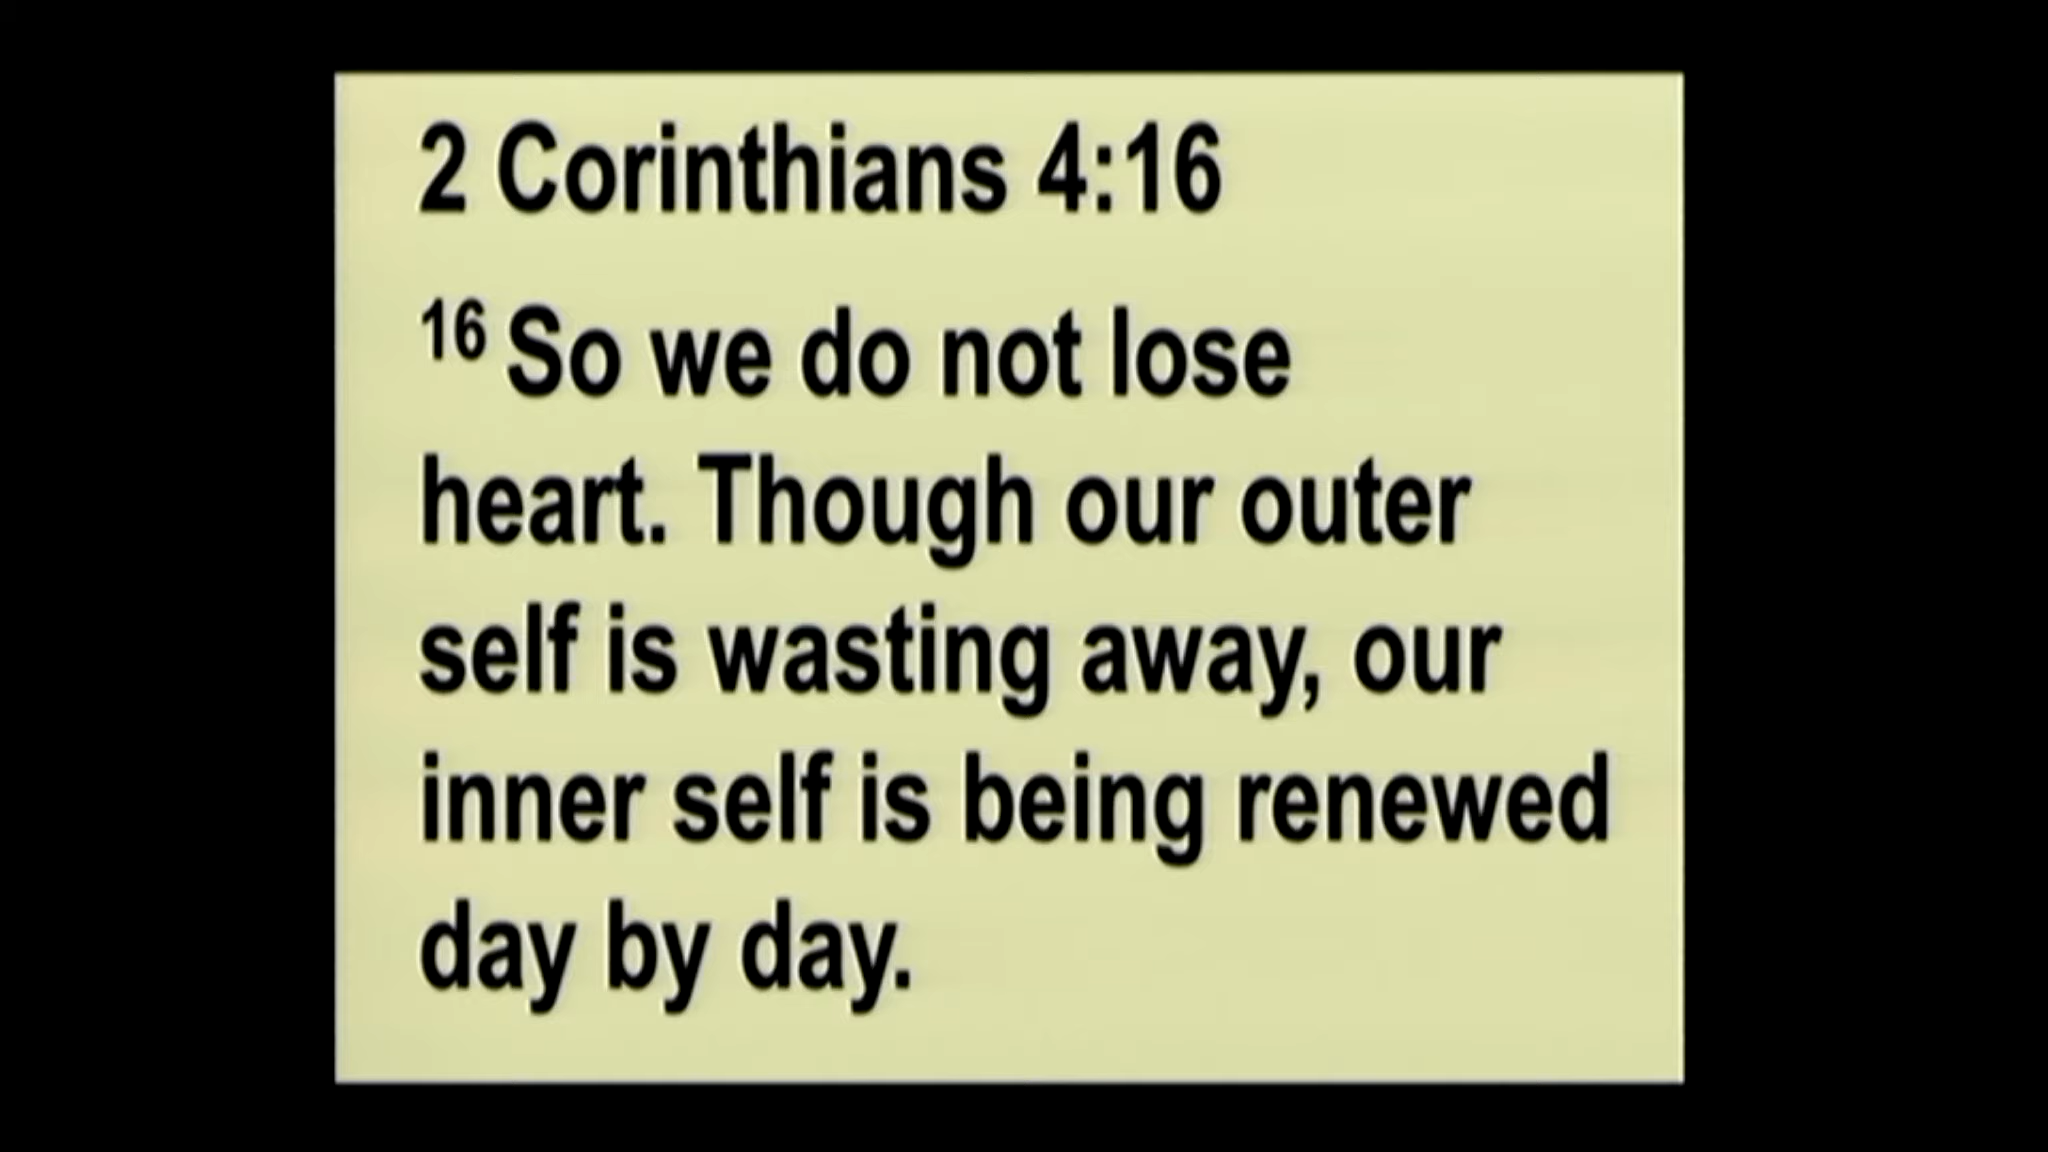 2 Corinthians 4:16
16 So we do not lose
heart. Though our outer
self is wasting away, our
inner self is being renewed
day by day.